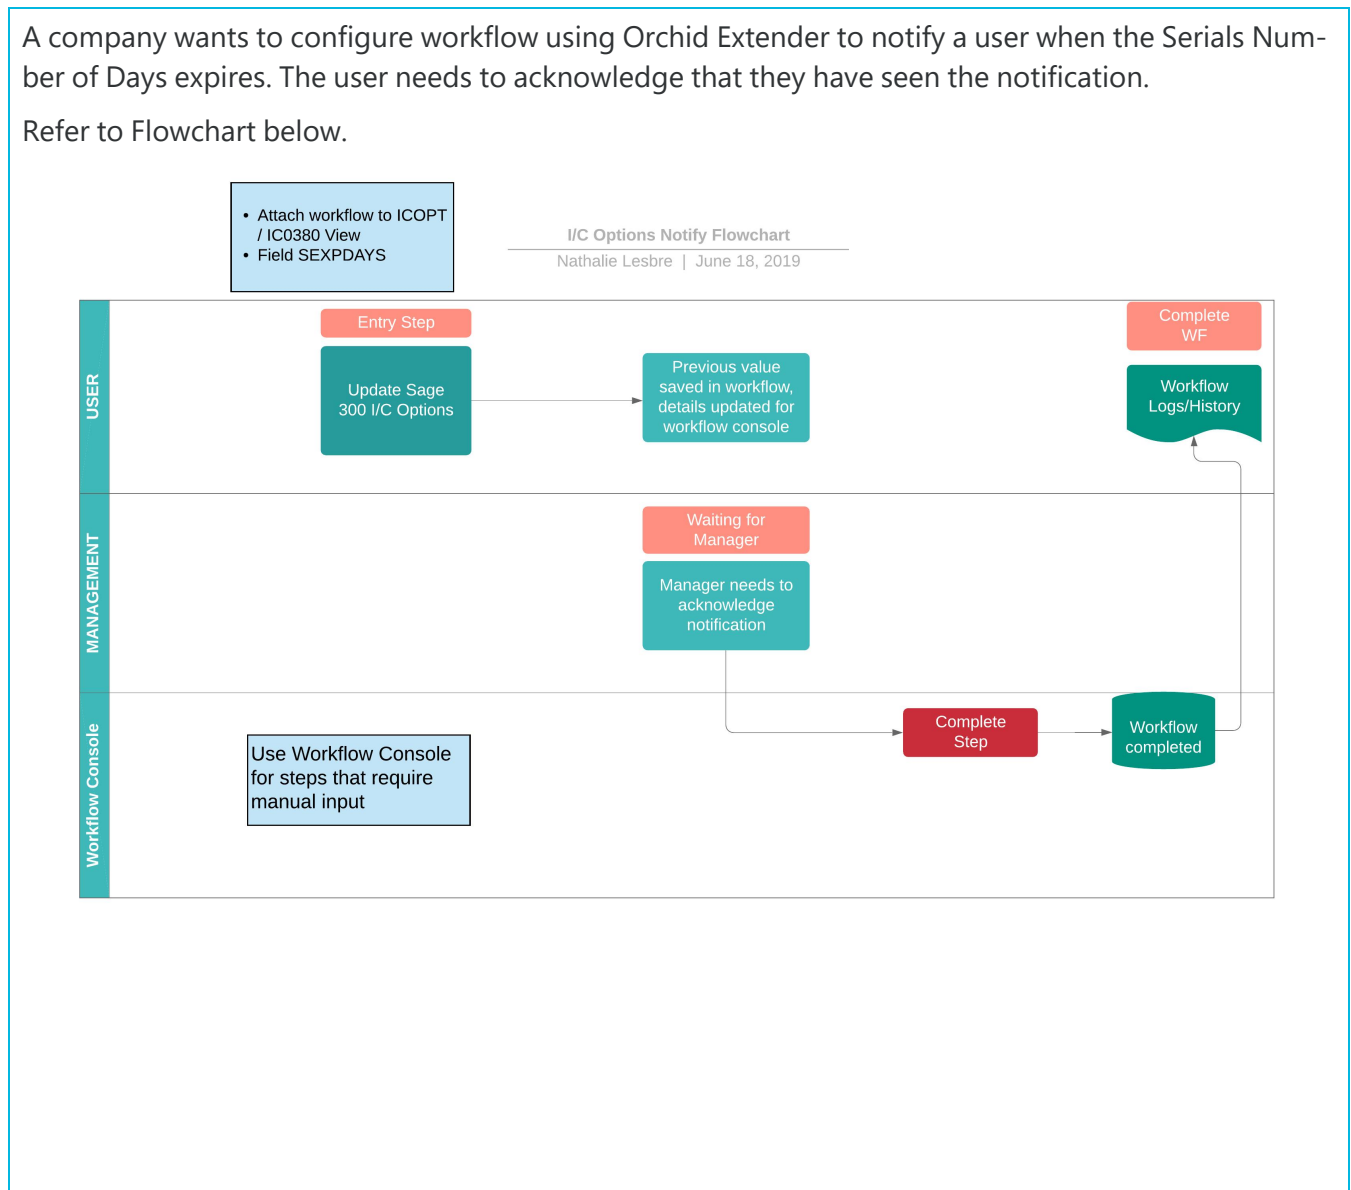 A company wants to configure workflow using Orchid Extender to notify a user when the Serials Num-
ber of Days expires. The user needs to acknowledge that they have seen the notification.
Refer to Flowchart below.
• Attach workflow to ICOPT
/ IC0380 View
• Field SEXPDAYS
I/C Options Notify Flowchart
Nathalie Lesbre | June 18, 2019
USER
Entry Step
Update Sage
300 I/C Options
Previous value
saved in workflow,
details updated for
workflow console
Complete
WF
Workflow
Logs/History
MANAGEMENT
Waiting for
Manager
Manager needs to
acknowledge
notification
Workflow Console
Use Workflow Console
for steps that require
manual input
Complete
Step
Workflow
completed